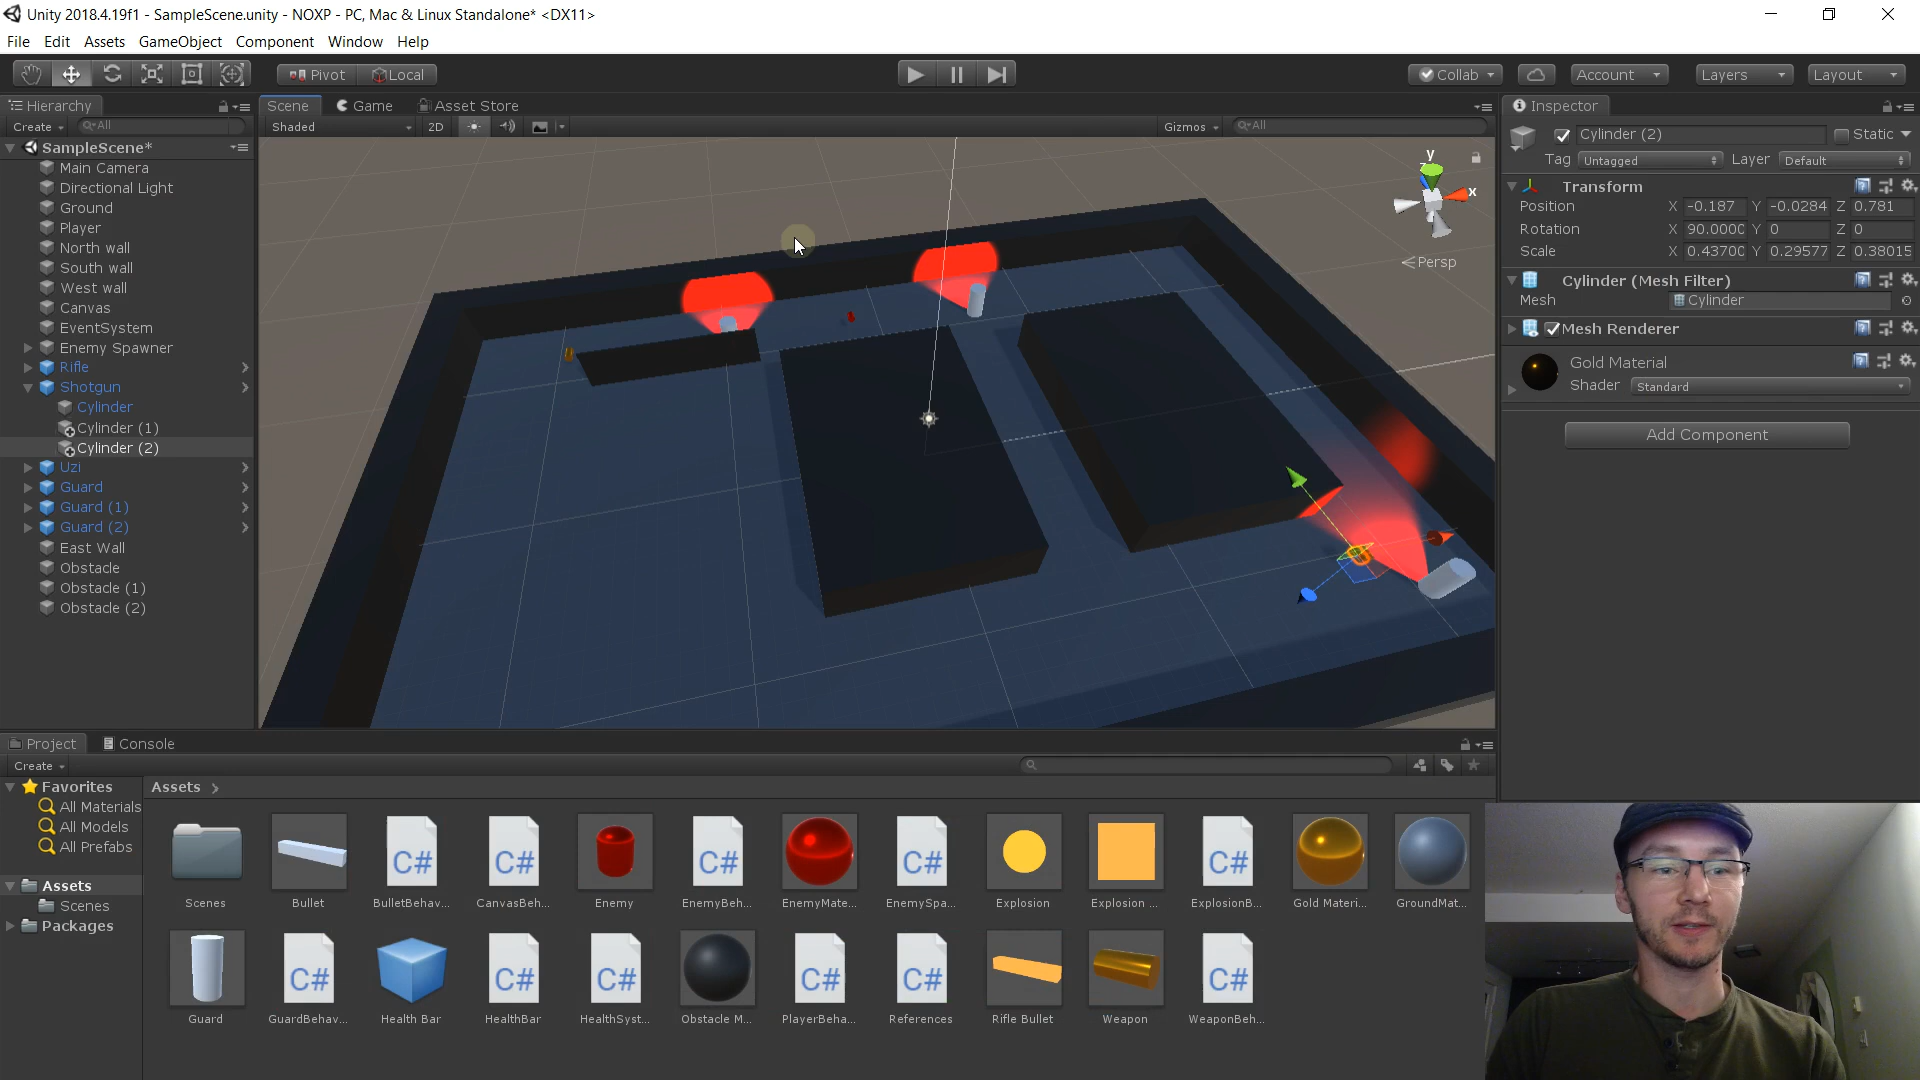 Unity 2018.4.19f1 - SampleScene.unity - NOXP - PC, Mac & Linux Standalone* <DX11>
File Edit Assets GameObject Component Window Help
Pivot Local Collab Account Layers Layout
Hierarchy
Create All
SampleScene*
Main Camera
Directional Light
Ground
Player
North wall
South wall
West wall
Canvas
EventSystem
Enemy Spawner
Rifle
Shotgun
Cylinder
Cylinder (1)
Cylinder (2)
Uzi
Guard
Guard (1)
Guard (2)
East Wall
Obstacle
Obstacle (1)
Obstacle (2)
Scene Game Asset Store
Shaded 2D Gizmos All
y
x
Persp
Inspector
Cylinder (2) Static
Tag Untagged Layer Default
Transform
Position X -0.187 Y -0.0284 Z 0.781
Rotation X 90.0000 Y 0 Z 0
Scale X 0.43700 Y 0.29577 Z 0.38015
Cylinder (Mesh Filter)
Mesh Cylinder
Mesh Renderer
Gold Material
Shader Standard
Add Component
Project Console
Create
Favorites
All Materials
All Models
All Prefabs
Assets
Scenes
Packages
Assets
C# C# C# C# C#
Scenes Bullet BulletBehav... CanvasBeh... Enemy EnemyBeh... EnemyMate... EnemySpa... Explosion Explosion ... ExplosionB... Gold Materi... GroundMat...
C# C# C# C# C# C#
Guard GuardBehav... Health Bar HealthBar HealthSyst... Obstacle M... PlayerBeha... References Rifle Bullet Weapon WeaponBeh...